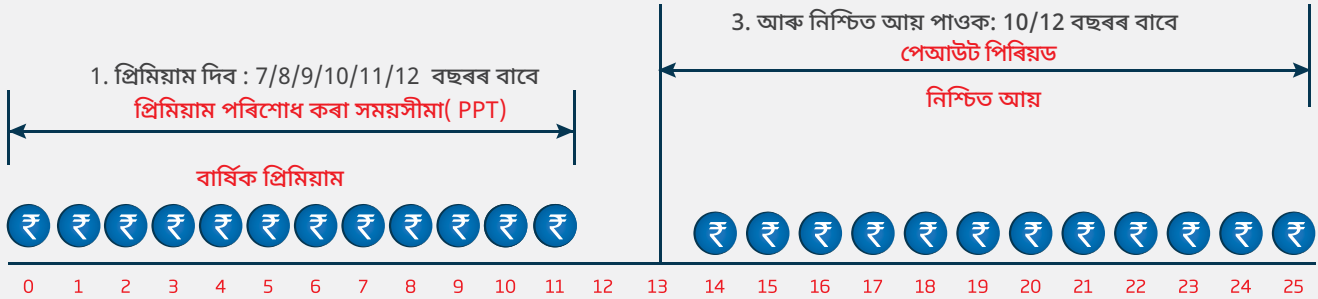 1. প্ৰিমিয়াম দিব : 7/8/9/10/11/12 বছৰৰ বাবে
প্ৰিমিয়াম পৰিশোধ কৰা সময়সীমা( PPT)
বাৰ্ষিক প্ৰিমিয়াম
3. আৰু নিশ্চিত আয় পাওক: 10/12 বছৰৰ বাবে
পেআউট পিৰিয়ড
নিশ্চিত আয়
₹ ₹ ₹ ₹ ₹ ₹ ₹ ₹ ₹ ₹ ₹ ₹ ₹ ₹ ₹ ₹ ₹ ₹ ₹ ₹ ₹ ₹ ₹ ₹
0 1 2 3 4 5 6 7 8 9 10 11 12 13 14 15 16 17 18 19 20 21 22 23 24 25